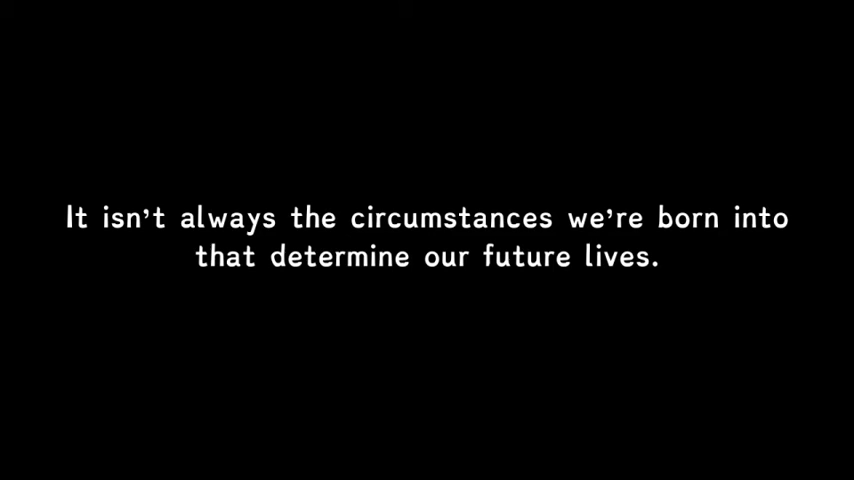 It isn’t always the circumstances we’re born into
that determine our future lives.